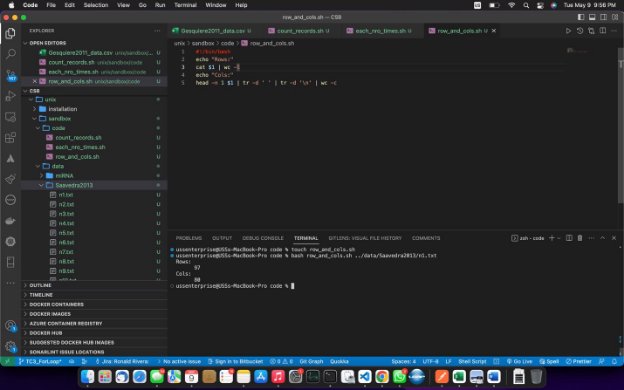 Code File Edit Selection View Go Run Terminal Window Help
Tue May 9 9:56 PM
row_and_cols.sh — CSB
EXPLORER
OPEN EDITORS
Gesquiere2011_data.csv unix/sandbox... U
count_records.sh unix/sandbox/code U
each_nro_times.sh unix/sandbox/code U
row_and_cols.sh unix/sandbox/code U
CSB
unix
installation
sandbox
code
count_records.sh U
each_nro_times.sh U
row_and_cols.sh U
data
miRNA
Saavedra2013
n1.txt U
n2.txt U
n3.txt U
n4.txt U
n5.txt U
n6.txt U
n7.txt U
n8.txt U
n9.txt U
OUTLINE
TIMELINE
DOCKER CONTAINERS
DOCKER IMAGES
AZURE CONTAINER REGISTRY
DOCKER HUB
SUGGESTED DOCKER HUB IMAGES
SONARLINT ISSUE LOCATIONS
Gesquiere2011_data.csv U count_records.sh U each_nro_times.sh U row_and_cols.sh U
unix > sandbox > code > row_and_cols.sh
1 #!/bin/bash
2 echo "Rows:"
3 cat $1 | wc -l
4 echo "Cols:"
5 head -n 1 $1 | tr -d ' ' | tr -d '\n' | wc -c
PROBLEMS OUTPUT DEBUG CONSOLE TERMINAL GITLENS: VISUAL FILE HISTORY COMMENTS
zsh - code
ussenterprise@USSs-MacBook-Pro code % touch row_and_cols.sh
ussenterprise@USSs-MacBook-Pro code % bash row_and_cols.sh ../data/Saavedra2013/n1.txt
Rows:
97
Cols:
80
ussenterprise@USSs-MacBook-Pro code %
TC3_ForLoop* Jira: Ronald Rivera: No active issue Sign in to Bitbucket 0 0 Git Graph Quokka Spaces: 4 UTF-8 LF Shell Script Go Live Spell Prettier